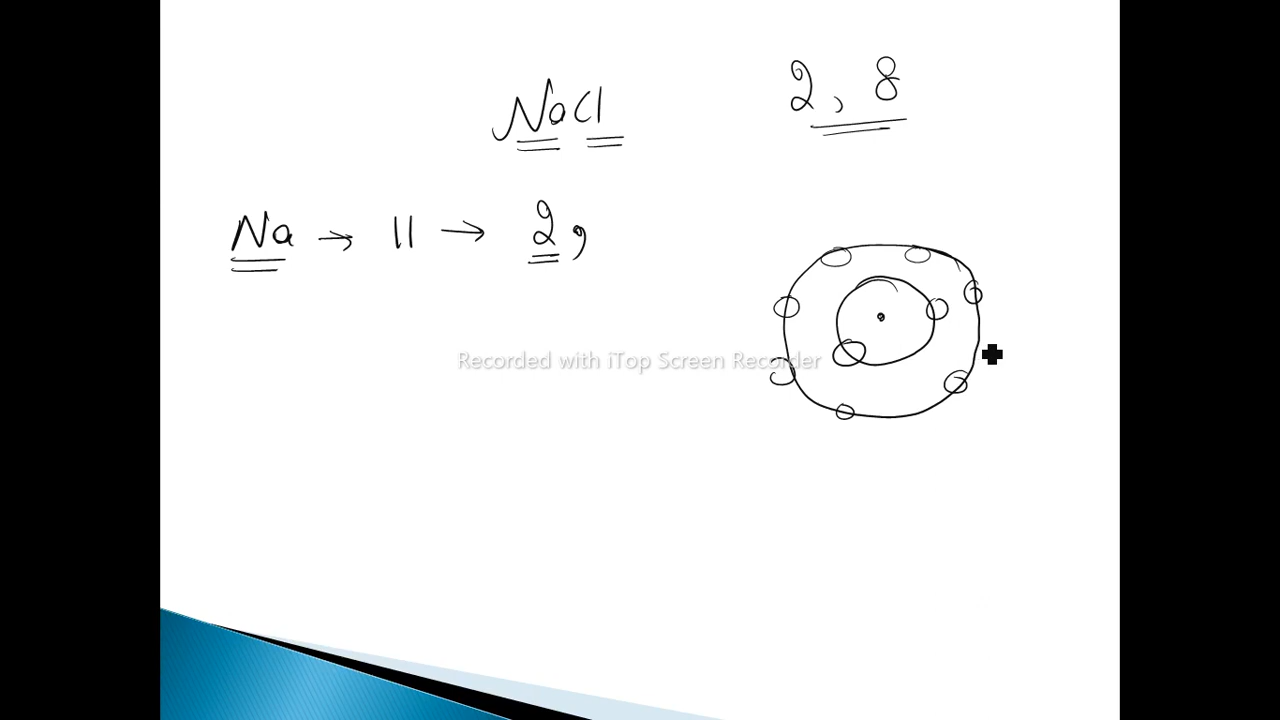 NaCl
2, 8
Na → 11 → 2,
Recorded with iTop Screen Recorder